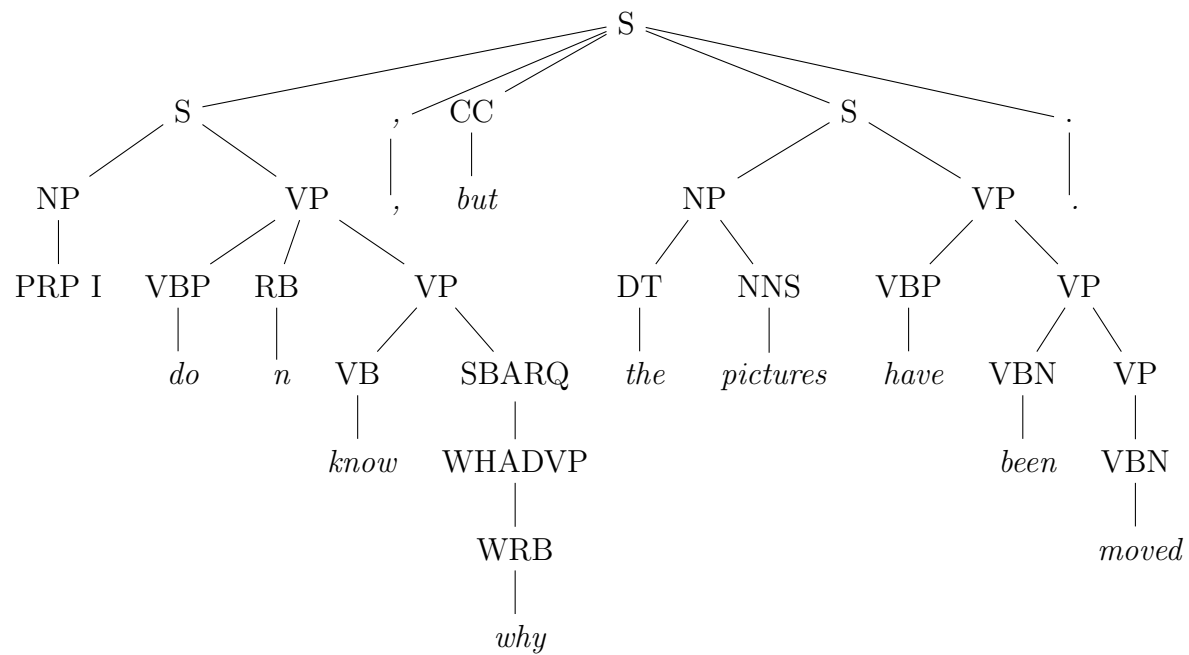 S
S , CC S .
NP VP , but NP VP .
PRP I VBP RB VP DT NNS VBP VP
do n VB SBARQ the pictures have VBN VP
know WHADVP been VBN
WRB moved
why